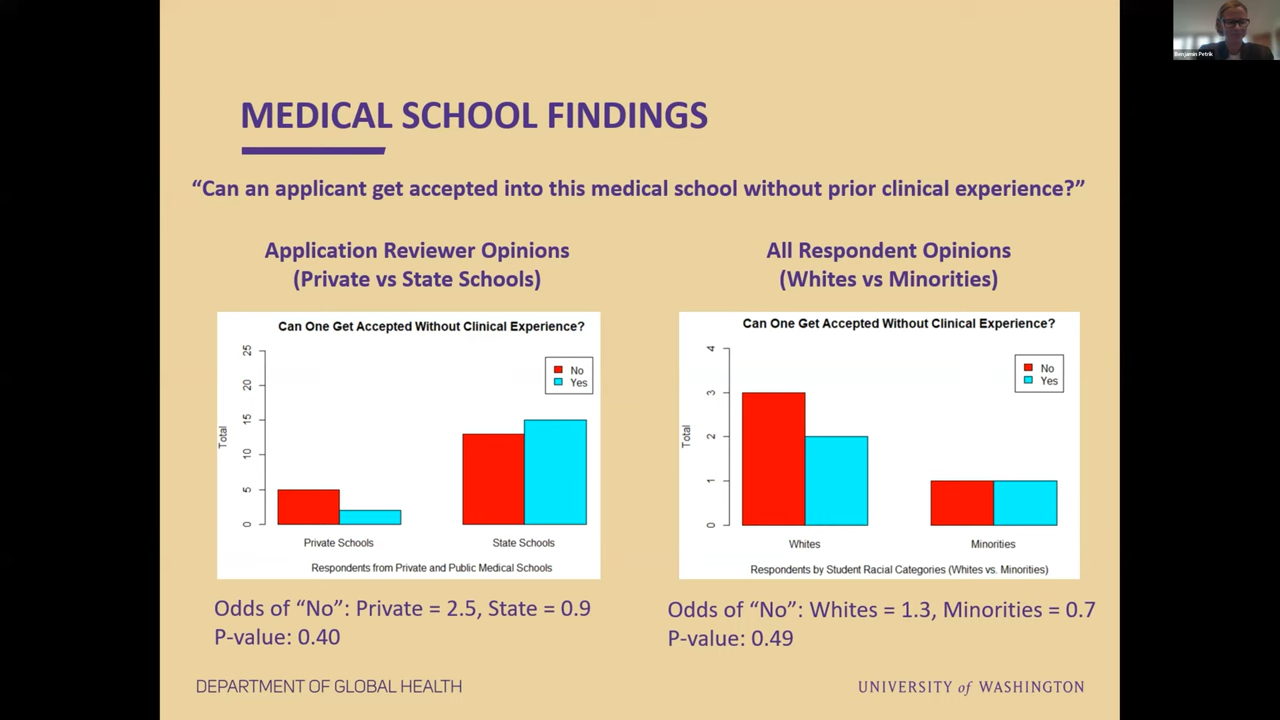 Benjamin Petrik
MEDICAL SCHOOL FINDINGS
“Can an applicant get accepted into this medical school without prior clinical experience?”
Application Reviewer Opinions
(Private vs State Schools)
Can One Get Accepted Without Clinical Experience?
25
20
15
10
5
0
Total
No
Yes
Private Schools
State Schools
Respondents from Private and Public Medical Schools
Odds of “No”: Private = 2.5, State = 0.9
P-value: 0.40
All Respondent Opinions
(Whites vs Minorities)
Can One Get Accepted Without Clinical Experience?
4
3
2
1
0
Total
No
Yes
Whites
Minorities
Respondents by Student Racial Categories (Whites vs. Minorities)
Odds of “No”: Whites = 1.3, Minorities = 0.7
P-value: 0.49
DEPARTMENT OF GLOBAL HEALTH
UNIVERSITY of WASHINGTON